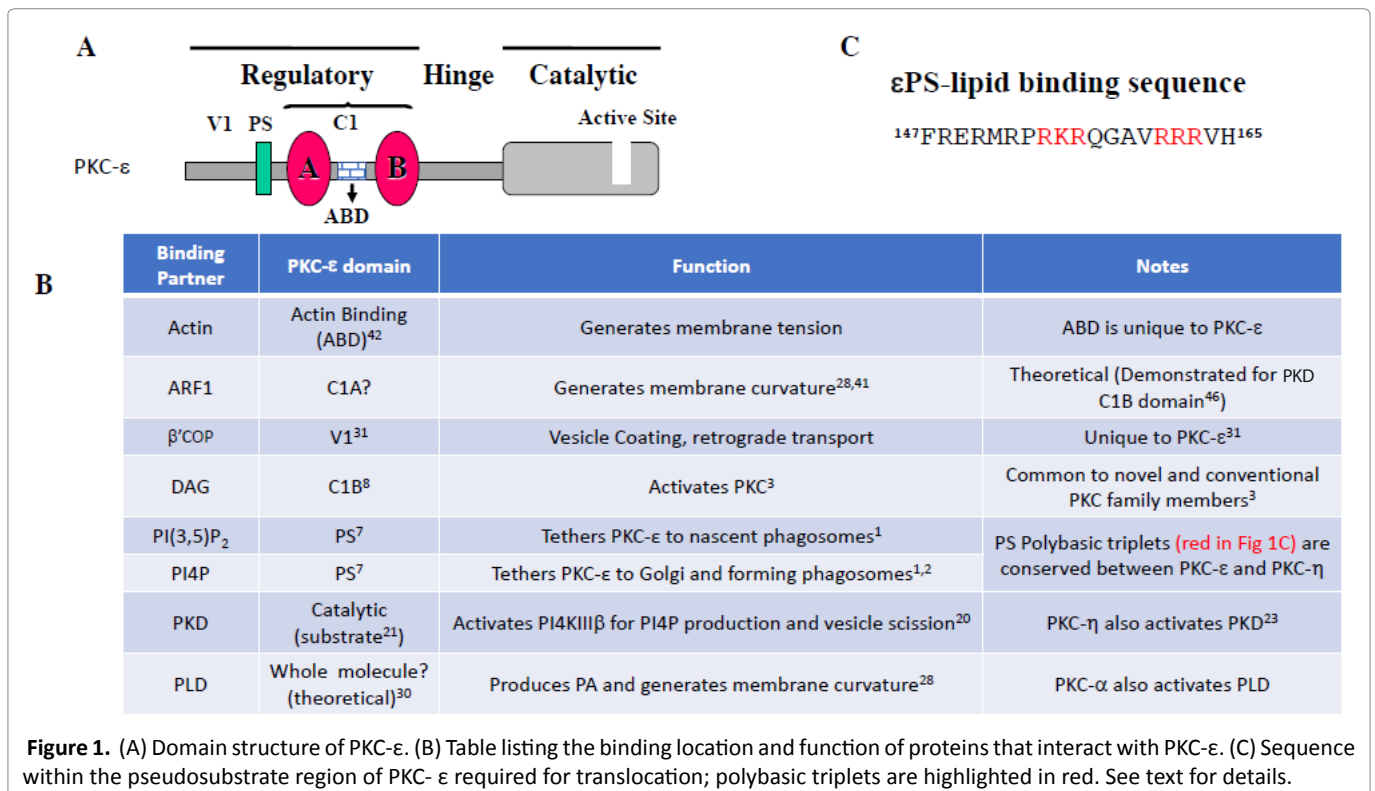 A
Regulatory Hinge Catalytic
V1 PS C1 Active Site
PKC-ε
A B
ABD
C
εPS-lipid binding sequence
¹⁴⁷FRERMRPRKRQGAVRRRVH¹⁶⁵
B
Binding Partner PKC-ε domain Function Notes
Actin Actin Binding (ABD)⁴² Generates membrane tension ABD is unique to PKC-ε
ARF1 C1A? Generates membrane curvature²⁸,⁴¹ Theoretical (Demonstrated for PKD C1B domain⁴⁶)
β'COP V1³¹ Vesicle Coating, retrograde transport Unique to PKC-ε³¹
DAG C1B⁸ Activates PKC³ Common to novel and conventional PKC family members³
PI(3,5)P₂ PS⁷ Tethers PKC-ε to nascent phagosomes¹ PS Polybasic triplets (red in Fig 1C) are conserved between PKC-ε and PKC-η
PI4P PS⁷ Tethers PKC-ε to Golgi and forming phagosomes¹,²
PKD Catalytic (substrate²¹) Activates PI4KIIIβ for PI4P production and vesicle scission²⁰ PKC-η also activates PKD²³
PLD Whole molecule? (theoretical)³⁰ Produces PA and generates membrane curvature²⁸ PKC-α also activates PLD
Figure 1. (A) Domain structure of PKC-ε. (B) Table listing the binding location and function of proteins that interact with PKC-ε. (C) Sequence
within the pseudosubstrate region of PKC- ε required for translocation; polybasic triplets are highlighted in red. See text for details.